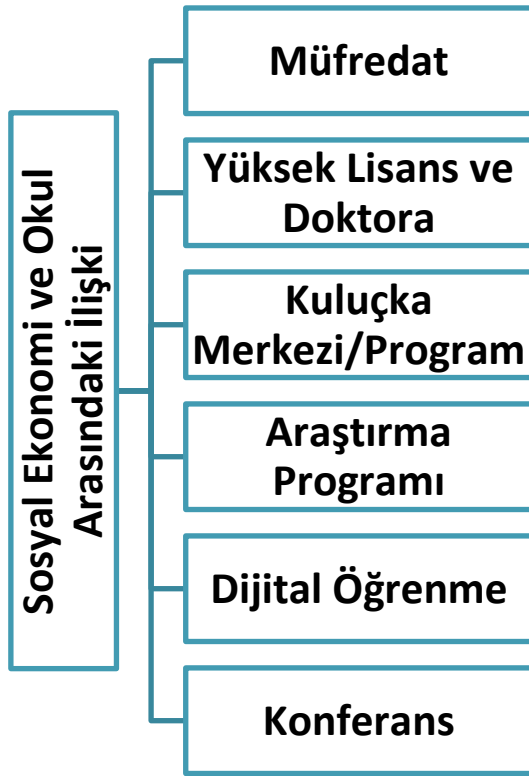 Sosyal Ekonomi ve Okul
Arasındaki İlişki
Müfredat
Yüksek Lisans ve
Doktora
Kuluçka
Merkezi/Program
Araştırma
Programı
Dijital Öğrenme
Konferans